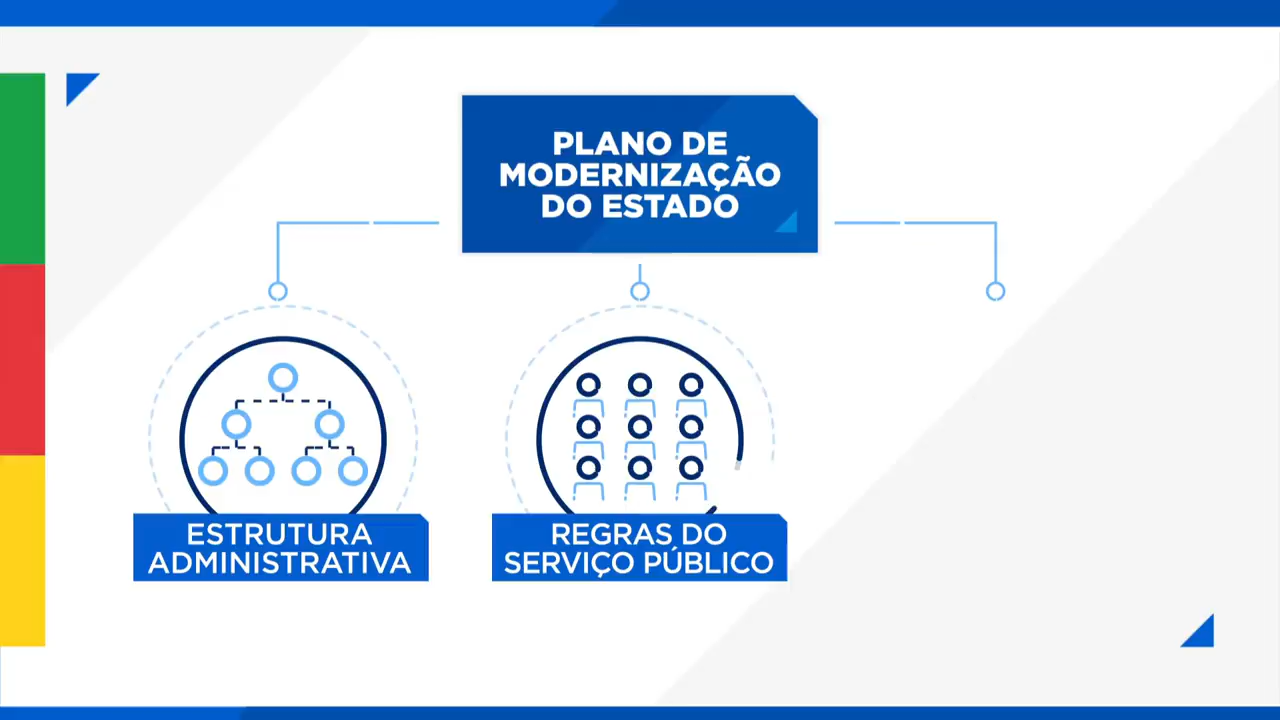 PLANO DE
MODERNIZAÇÃO
DO ESTADO
ESTRUTURA
ADMINISTRATIVA
REGRAS DO
SERVIÇO PÚBLICO